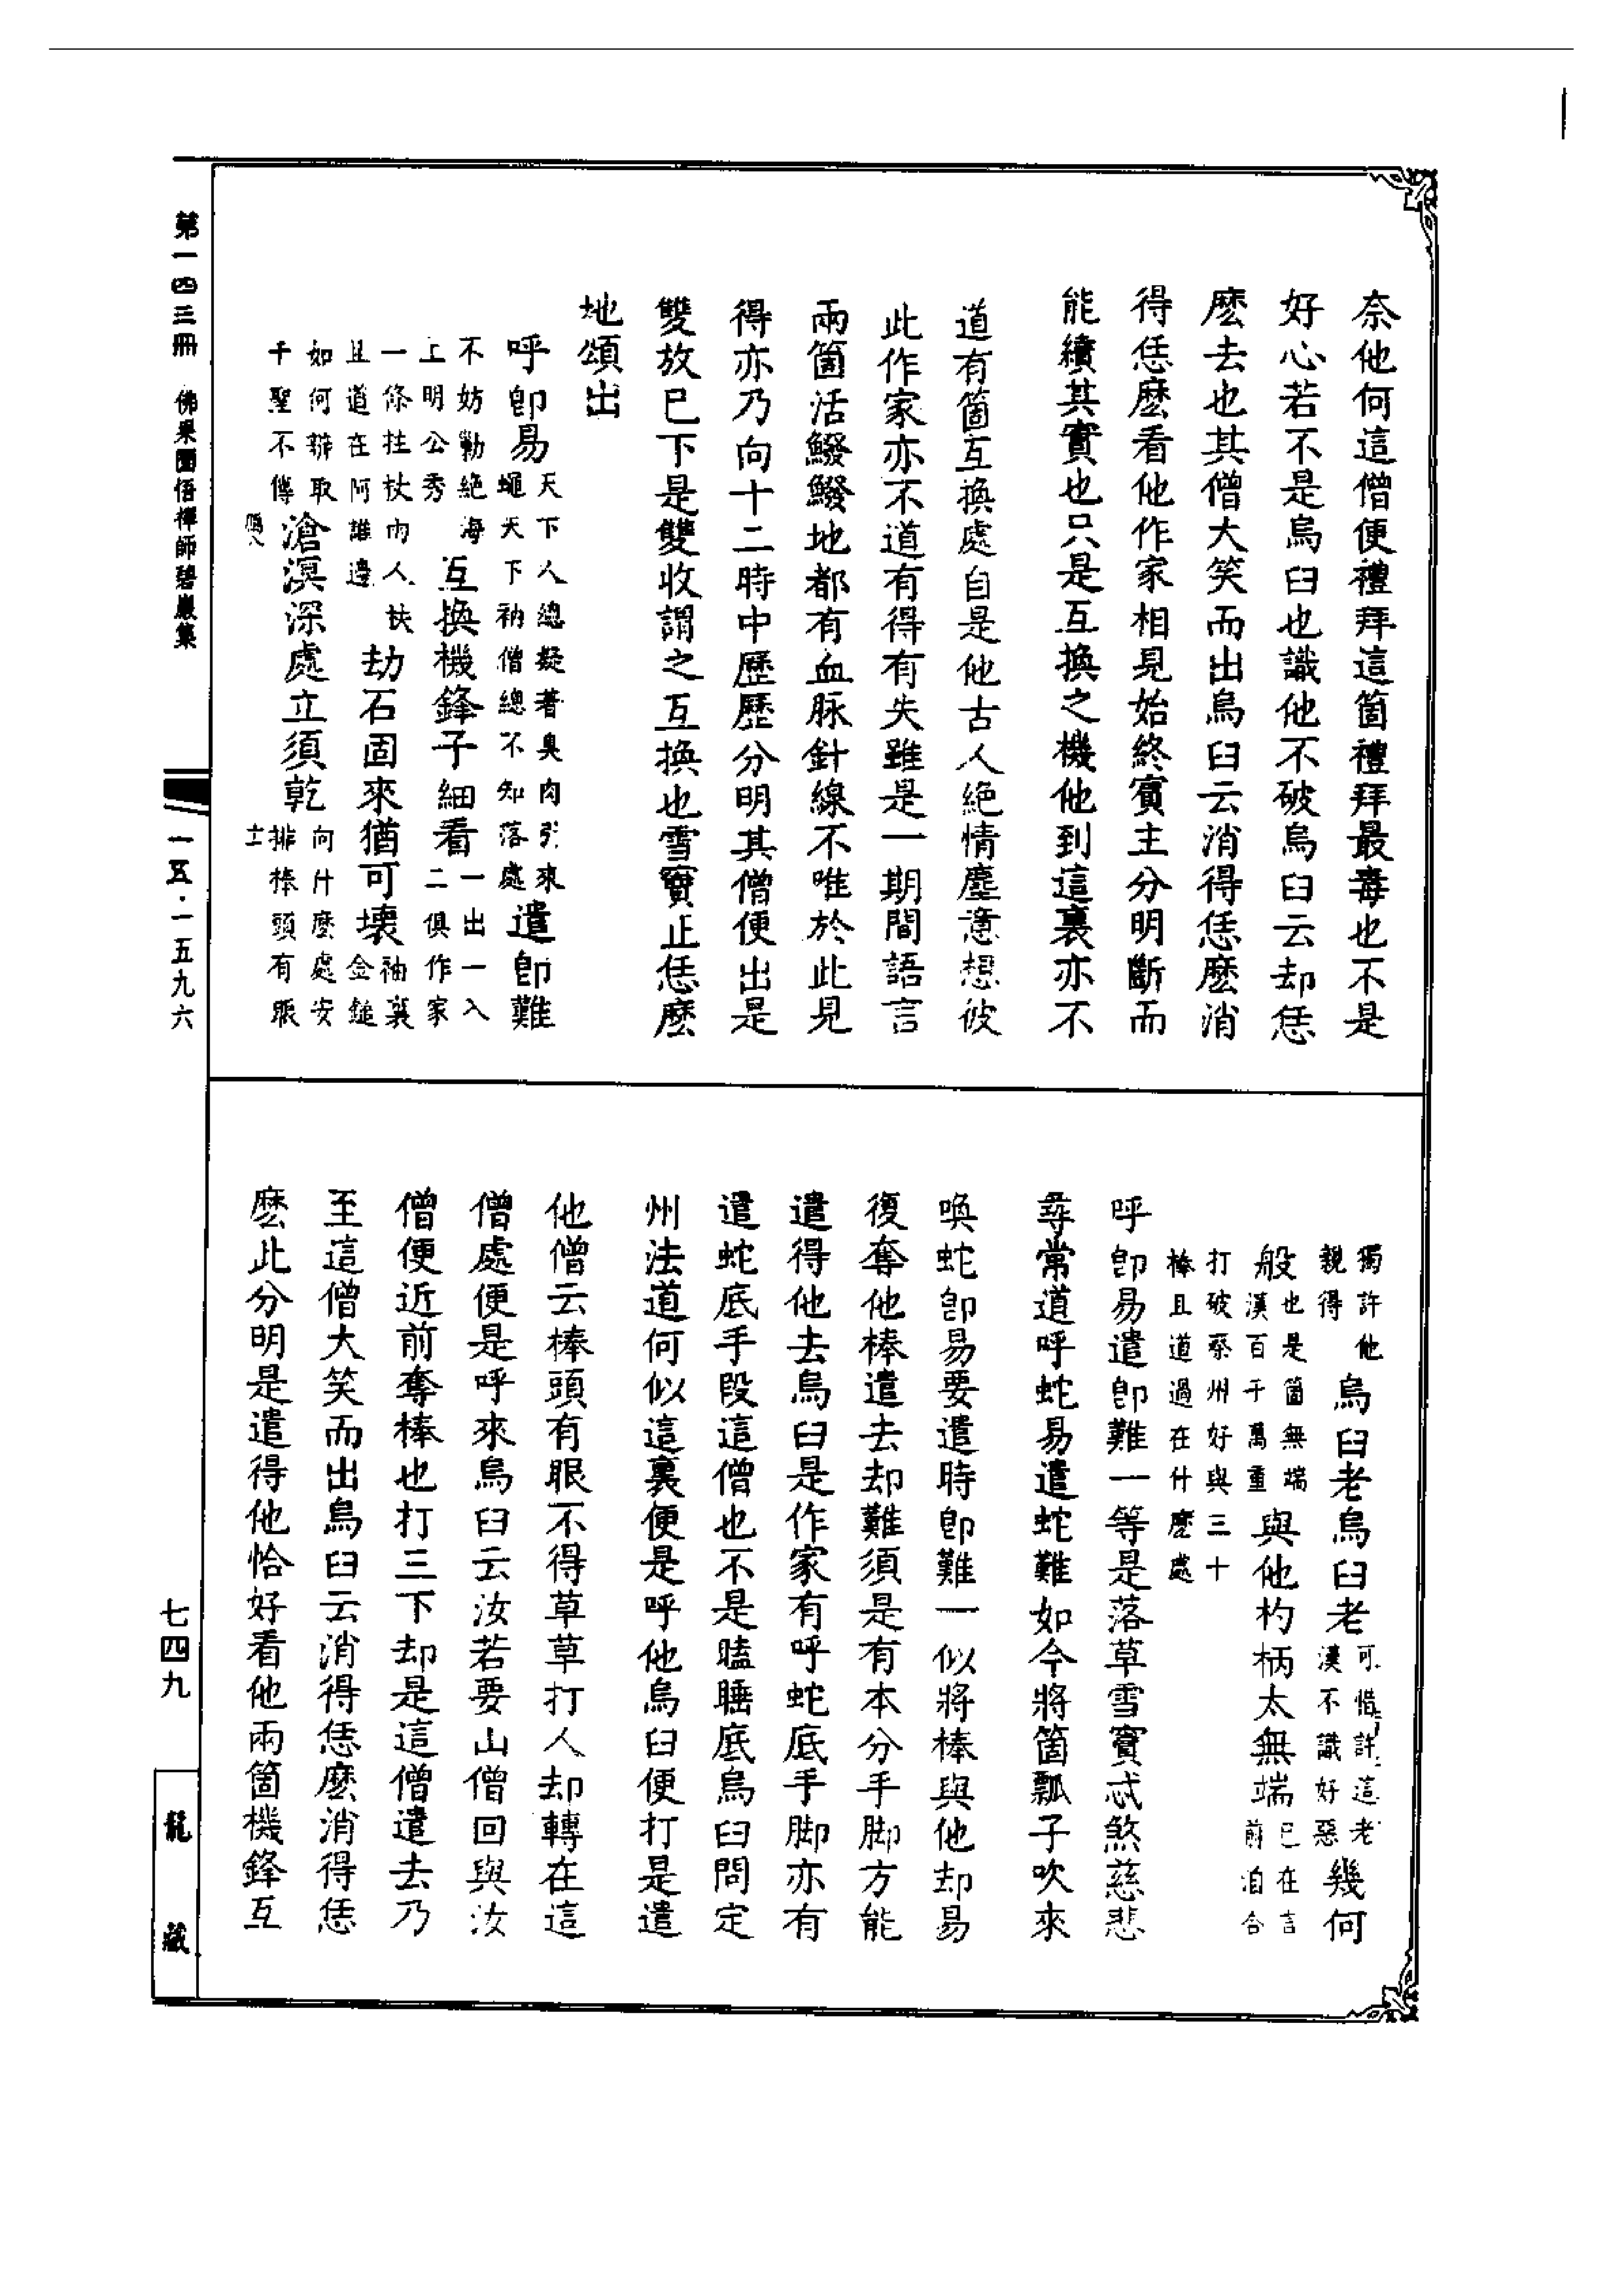 奈他何這僧便禮拜這箇禮拜最毒也不是
好心若不是烏臼也識他不破烏臼云却恁
麼去也其僧大笑而出烏臼云消得恁麼消
得恁麼看他作家相見始終賓主分明斷而
能續其實也只是互換之機他到這裏亦不
道有箇互換處自是他古人絕情塵意想彼
此作家亦不道有得有失雖是一期間語言
兩箇活鱍鱍地都有血脉針線不唯於此見
得亦乃向十二時中歷歷分明其僧便出是
雙放已下是雙收謂之互換也雪竇止恁麼
地頌出
呼卽易天下人總疑著臭肉引來蠅天下衲僧總不知落處遣卽難
不妨勦絕海上明公秀互換機鋒子細看一出一入二俱作家
一條拄杖兩人扶且道在阿誰邊劫石固來猶可壞袖裏金鎚
如何辨取千聖不傳滄溟深處立須乾向什麼處安排棒頭有眼
獨許他親得烏臼老烏臼老可惜許這老漢不識好惡幾何
般也是箇無端漢百千萬重與他杓柄太無端已在言前洎合
打破蔡州好與三十棒且道過在什麼處
呼卽易遣卽難一等是落草雪竇忒煞慈悲
尋常道呼蛇易遣蛇難如今將箇瓢子吹來
喚蛇卽易要遣時卽難一似將棒與他却易
復奪他棒遣去却難須是有本分手脚方能
遣得他去烏臼是作家有呼蛇底手脚亦有
遣蛇底手段這僧也不是瞌睡底烏臼問定
州法道何似這裏便是呼他烏臼便打是遣
他僧云棒頭有眼不得草草打人却轉在這
僧處便是呼來烏臼云汝若要山僧回與汝
僧便近前奪棒也打三下却是這僧遣去乃
至這僧大笑而出烏臼云消得恁麼消得恁
麼此分明是遣得他恰好看他兩箇機鋒互
第一四三冊 佛果圜悟禪師碧巖集
一五·一五九六
七四九
龍藏